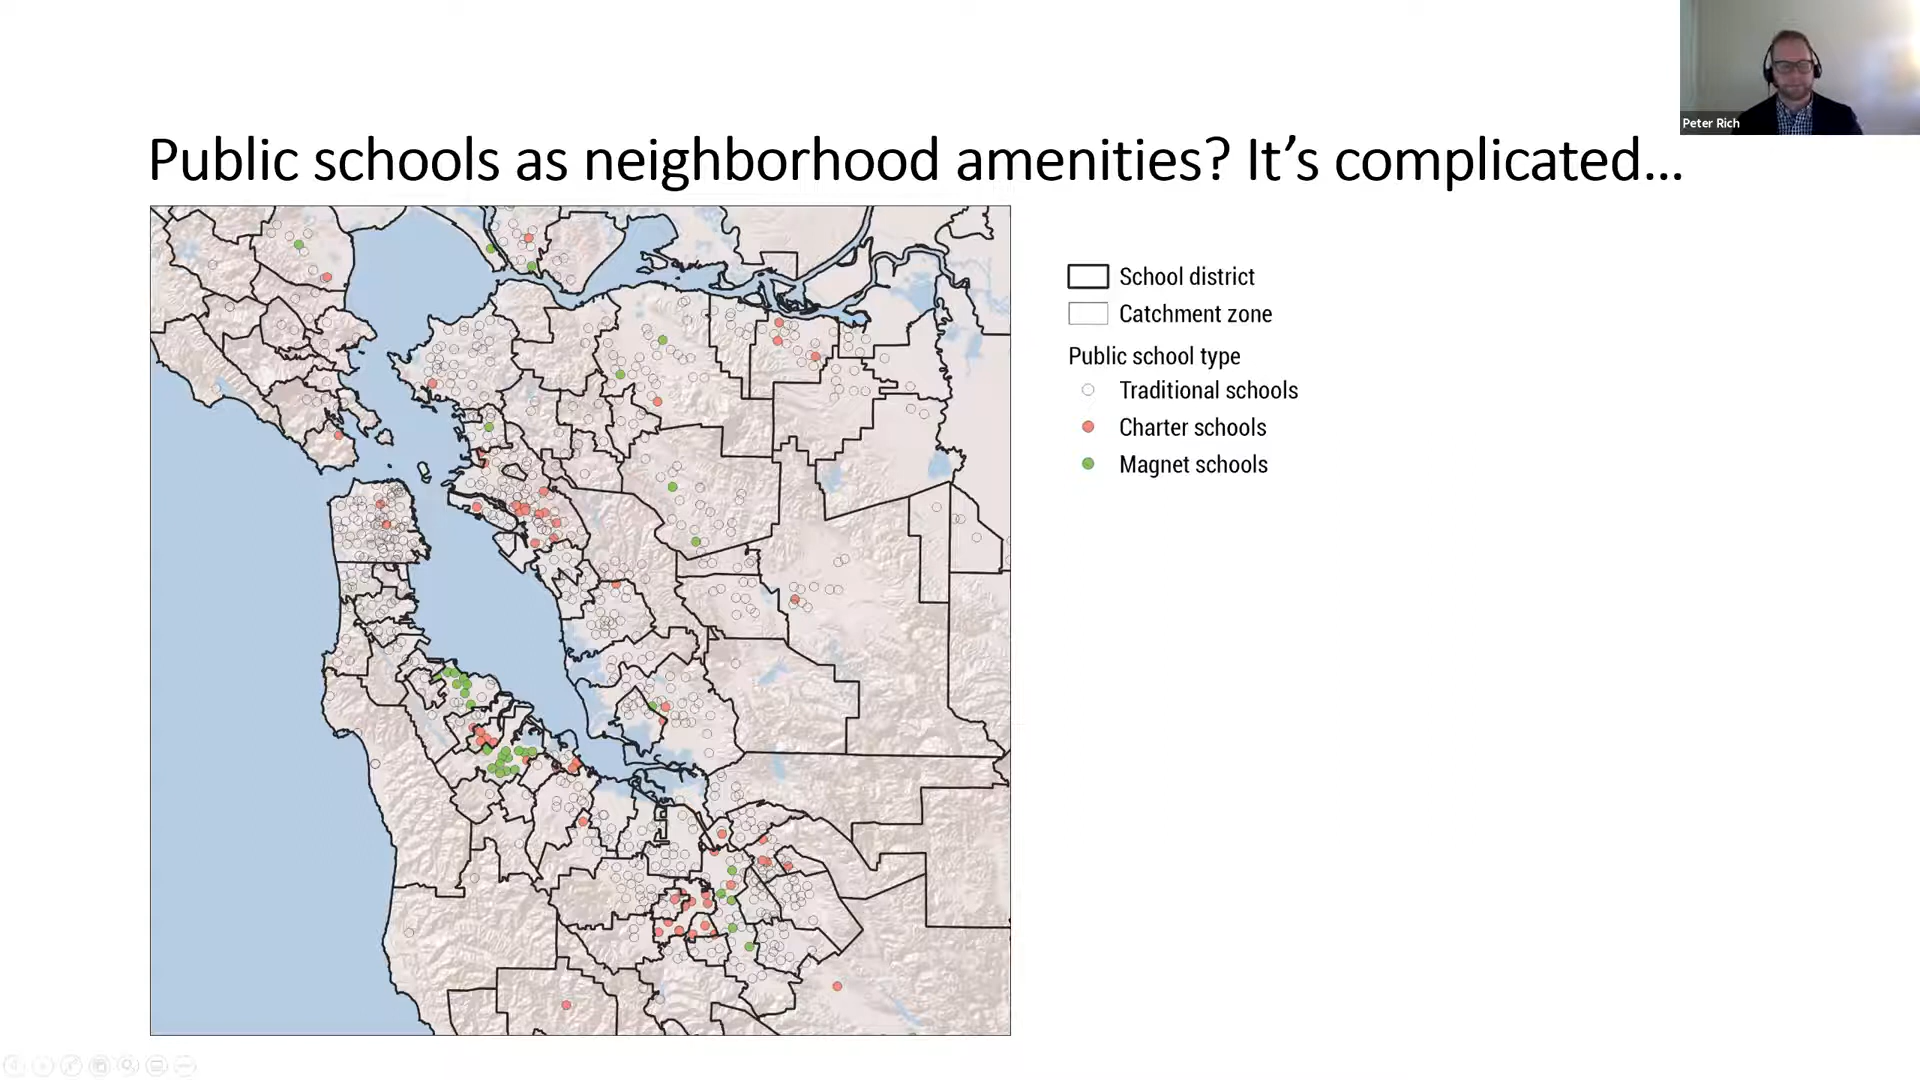 Peter Rich
Public schools as neighborhood amenities? It's complicated...
School district
Catchment zone
Public school type
Traditional schools
Charter schools
Magnet schools